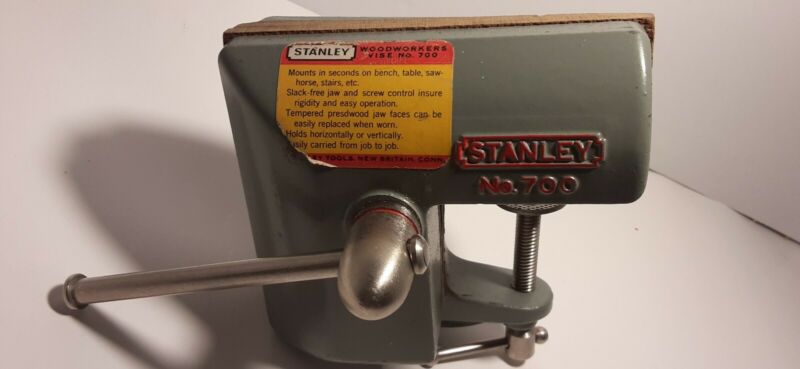 STANLEY
WOODWORKERS
VISE No. 700
Mounts in seconds on bench, table, saw-
horse, stairs, etc.
Slack-free jaw and screw control insure
rigidity and easy operation.
Tempered presdwood jaw faces can be
easily replaced when worn.
Holds horizontally or vertically.
sily carried from job to job.
EY TOOLS, NEW BRITAIN, CONN.
STANLEY
No. 700